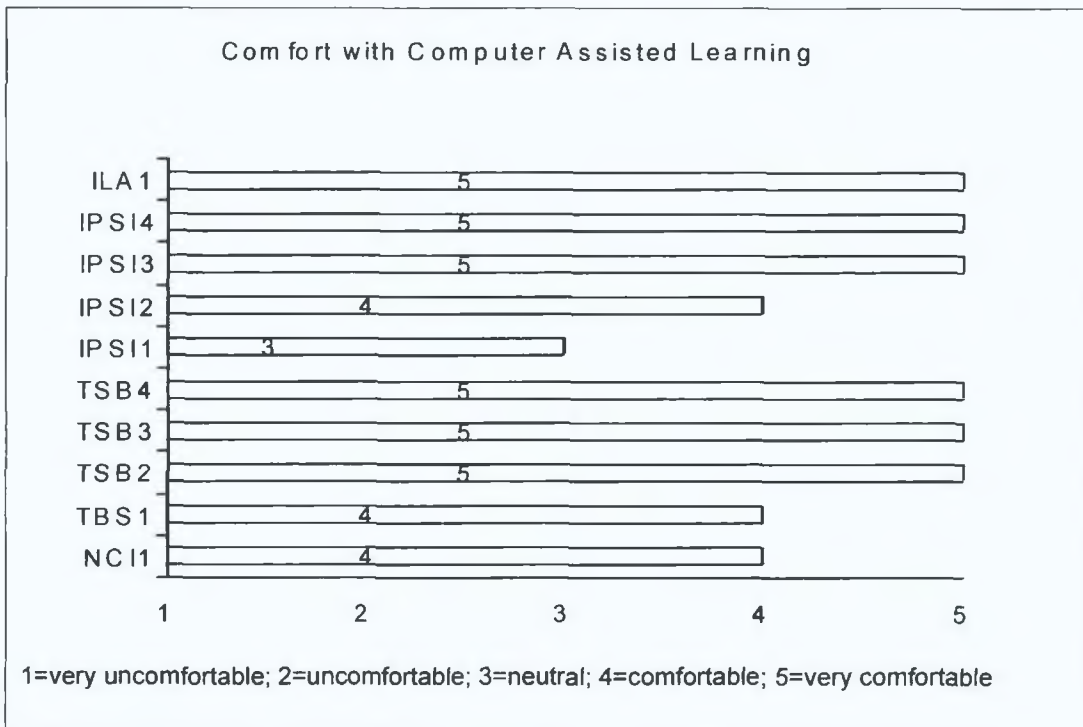 Comfort with Computer Assisted Learning
ILA1 5
IPSI4 5
IPSI3 5
IPSI2 4
IPSI1 3
TSB4 5
TSB3 5
TSB2 5
TBS1 4
NCI1 4
1 2 3 4 5
1=very uncomfortable; 2=uncomfortable; 3=neutral; 4=comfortable; 5=very comfortable